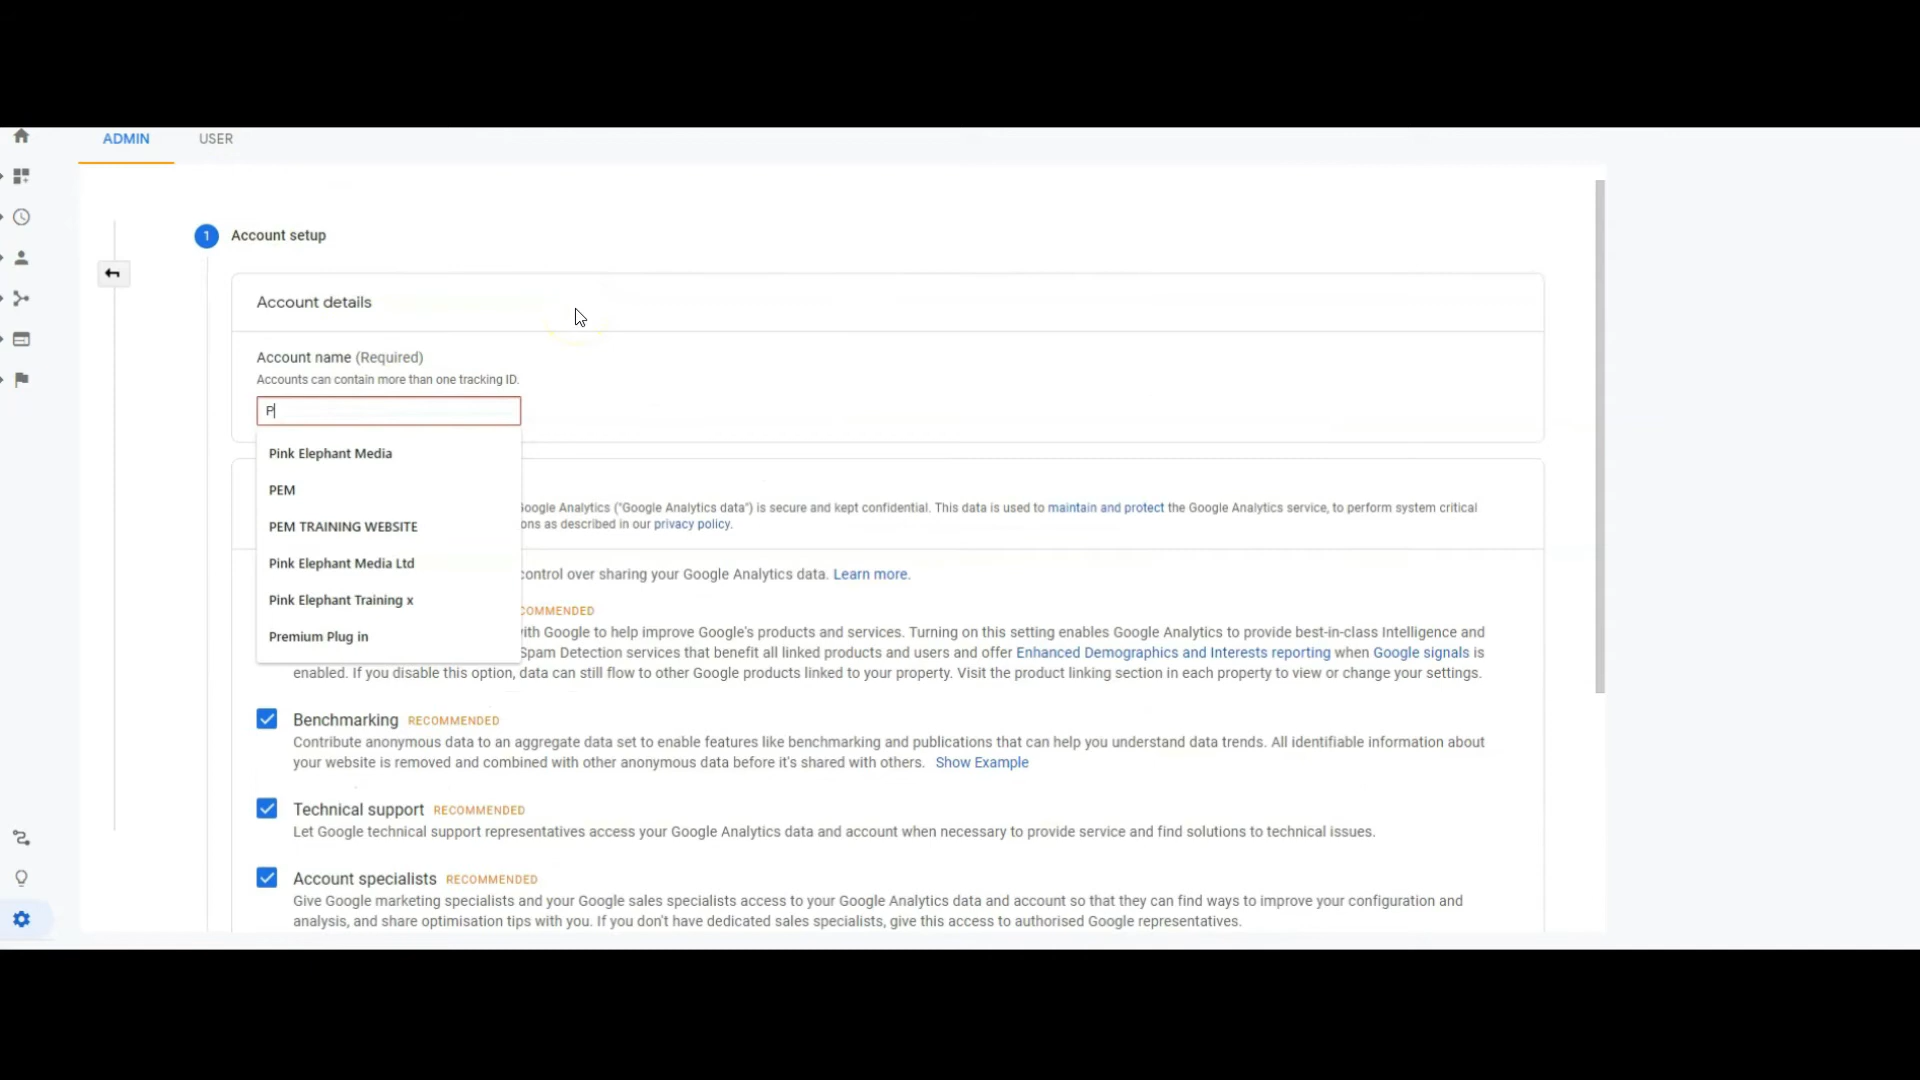 ADMIN
USER
1
Account setup
Account details
Account name (Required)
Accounts can contain more than one tracking ID.
P
Pink Elephant Media
PEM
PEM TRAINING WEBSITE
Pink Elephant Media Ltd
Pink Elephant Training x
Premium Plug in
Google Analytics ("Google Analytics data") is secure and kept confidential. This data is used to maintain and protect the Google Analytics service, to perform system critical
ons as described in our privacy policy.
control over sharing your Google Analytics data. Learn more.
COMMENDED
ith Google to help improve Google's products and services. Turning on this setting enables Google Analytics to provide best-in-class Intelligence and
Spam Detection services that benefit all linked products and users and offer Enhanced Demographics and Interests reporting when Google signals is
enabled. If you disable this option, data can still flow to other Google products linked to your property. Visit the product linking section in each property to view or change your settings.
Benchmarking RECOMMENDED
Contribute anonymous data to an aggregate data set to enable features like benchmarking and publications that can help you understand data trends. All identifiable information about
your website is removed and combined with other anonymous data before it's shared with others. Show Example
Technical support RECOMMENDED
Let Google technical support representatives access your Google Analytics data and account when necessary to provide service and find solutions to technical issues.
Account specialists RECOMMENDED
Give Google marketing specialists and your Google sales specialists access to your Google Analytics data and account so that they can find ways to improve your configuration and
analysis, and share optimisation tips with you. If you don't have dedicated sales specialists, give this access to authorised Google representatives.